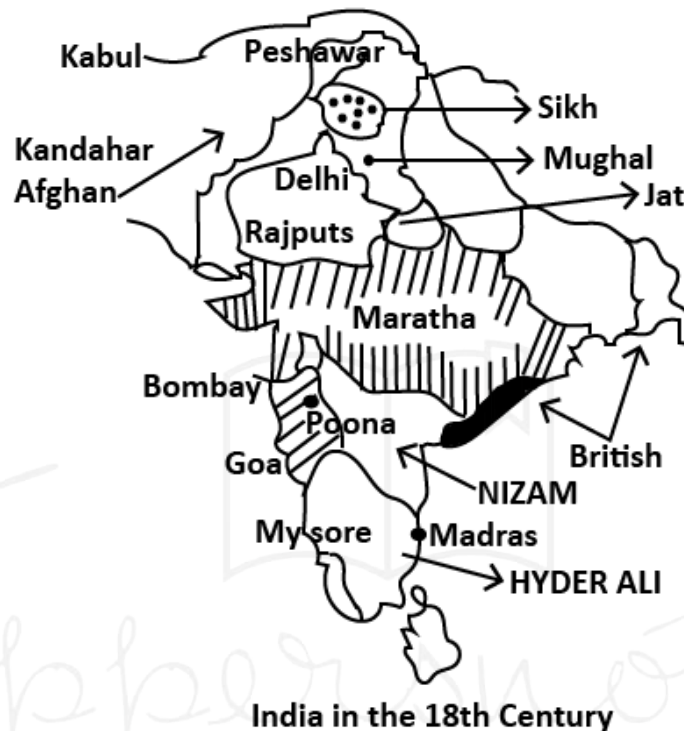 Kabul
Peshawar
Sikh
Kandahar
Afghan
Mughal
Delhi
Jat
Rajputs
Maratha
Bombay
Poona
Goa
British
NIZAM
Mysore
Madras
HYDER ALI
India in the 18th Century